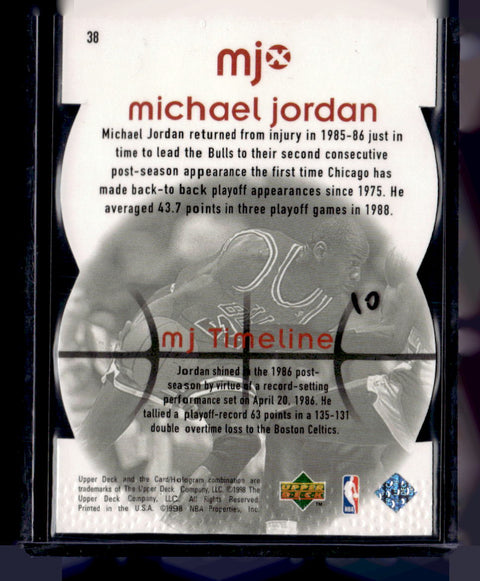 38
mjx
michael jordan
Michael Jordan returned from injury in 1985-86 just in
time to lead the Bulls to their second consecutive
post-season appearance the first time Chicago has
made back-to back playoff appearances since 1975. He
averaged 43.7 points in three playoff games in 1988.
10
mj Timeline
Jordan shined in the 1986 post-
season by virtue of a record-setting
performance set on April 20, 1986. He
tallied a playoff-record 63 points in a 135-131
double overtime loss to the Boston Celtics.
Upper Deck and the Card/Hologram combination are
trademarks of The Upper Deck Company, LLC. ©1998 The
Upper Deck Company, LLC. All Rights Reserved.
Printed in the U.S.A. ©1998 NBA Properties, Inc.
UPPER
DECK
TM
NBA